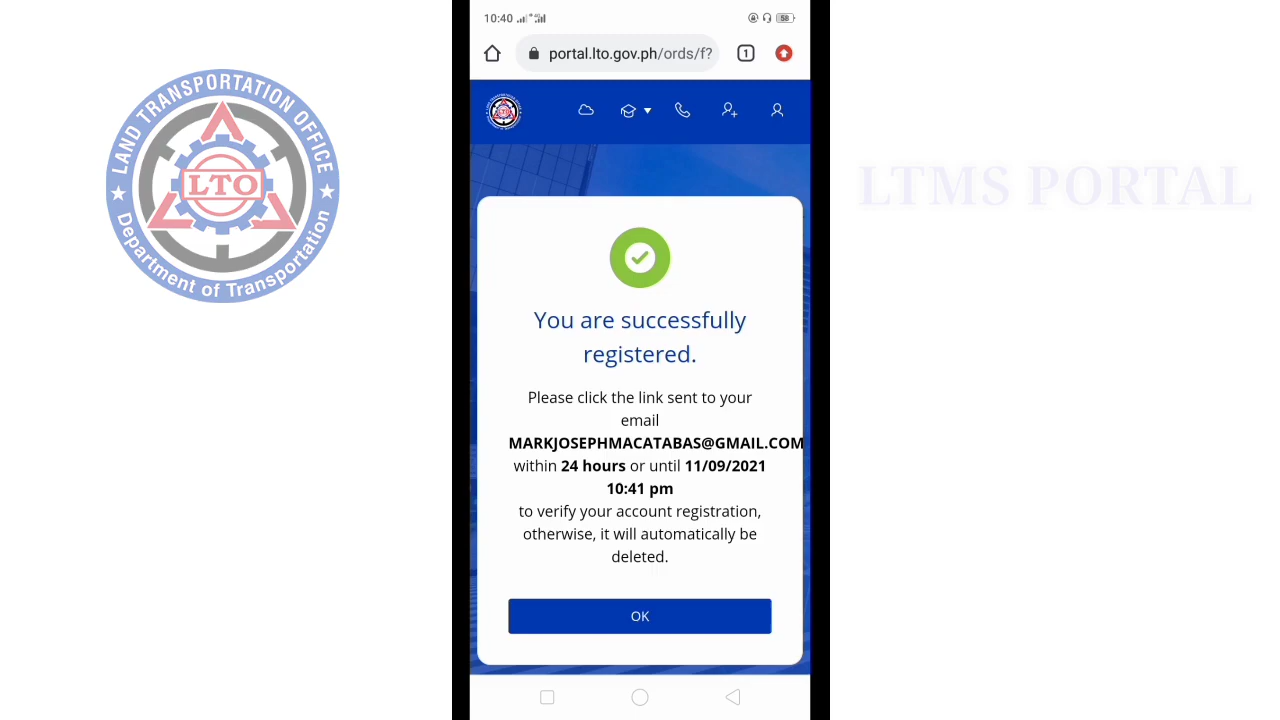 LAND TRANSPORTATION OFFICE
LTO
Department of Transportation
LTMS PORTAL
10:40
58
portal.lto.gov.ph/ords/f?
1
You are successfully
registered.
Please click the link sent to your
email
MARKJOSEPHMACATABAS@GMAIL.COM
within 24 hours or until 11/09/2021
10:41 pm
to verify your account registration,
otherwise, it will automatically be
deleted.
OK